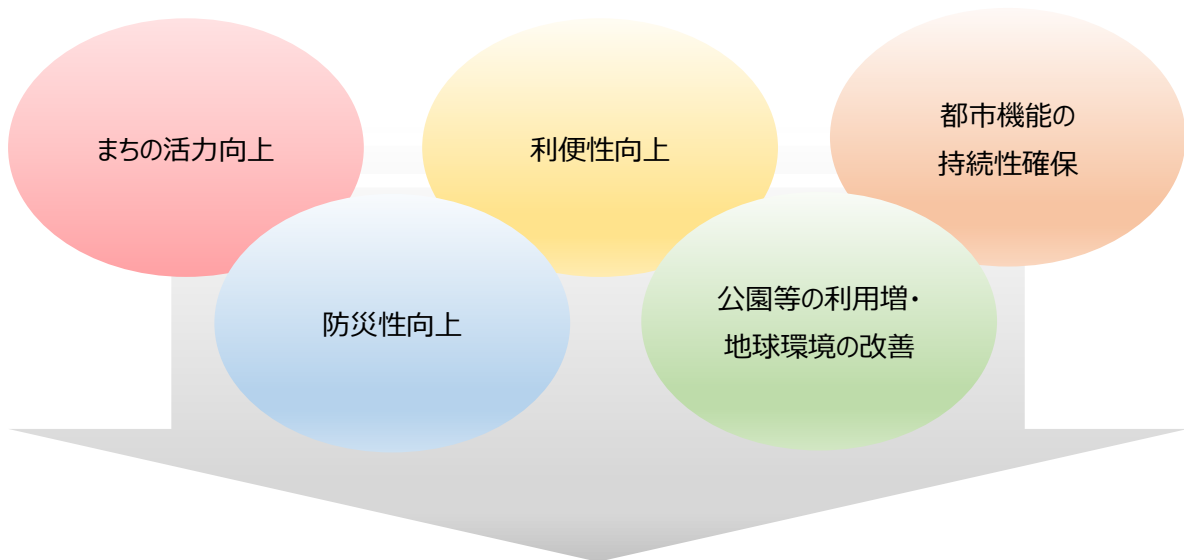 まちの活力向上
利便性向上
都市機能の
持続性確保
防災性向上
公園等の利用増・
地球環境の改善